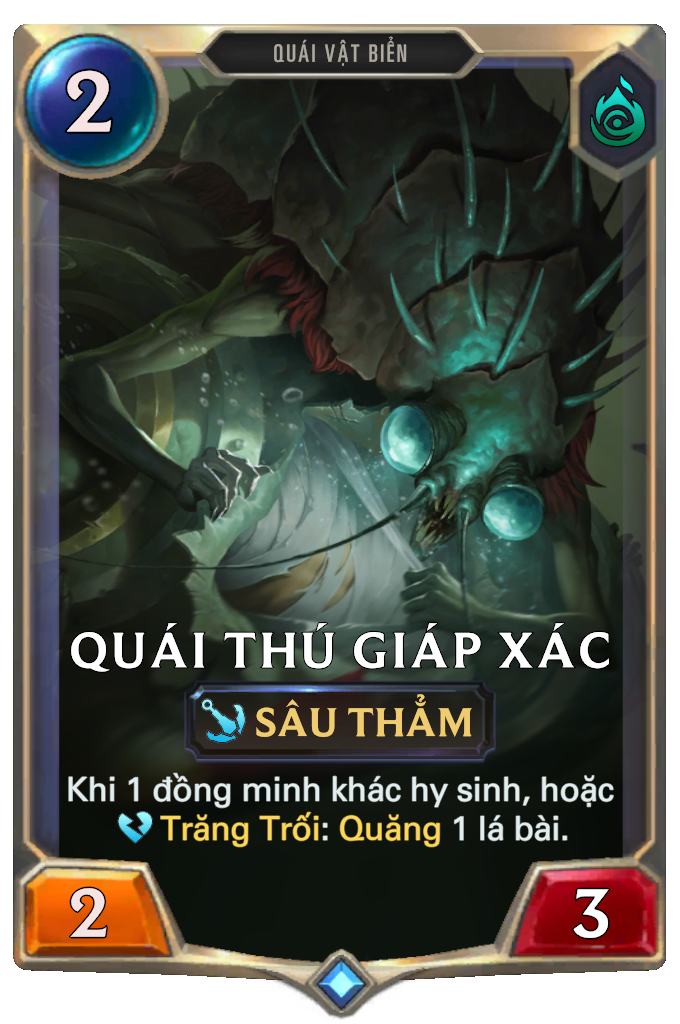 QUÁI VẬT BIỂN
2
QUÁI THÚ GIÁP XÁC
SÂU THẲM
Khi 1 đồng minh khác hy sinh, hoặc
Trăng Trối: Quăng 1 lá bài.
2
3